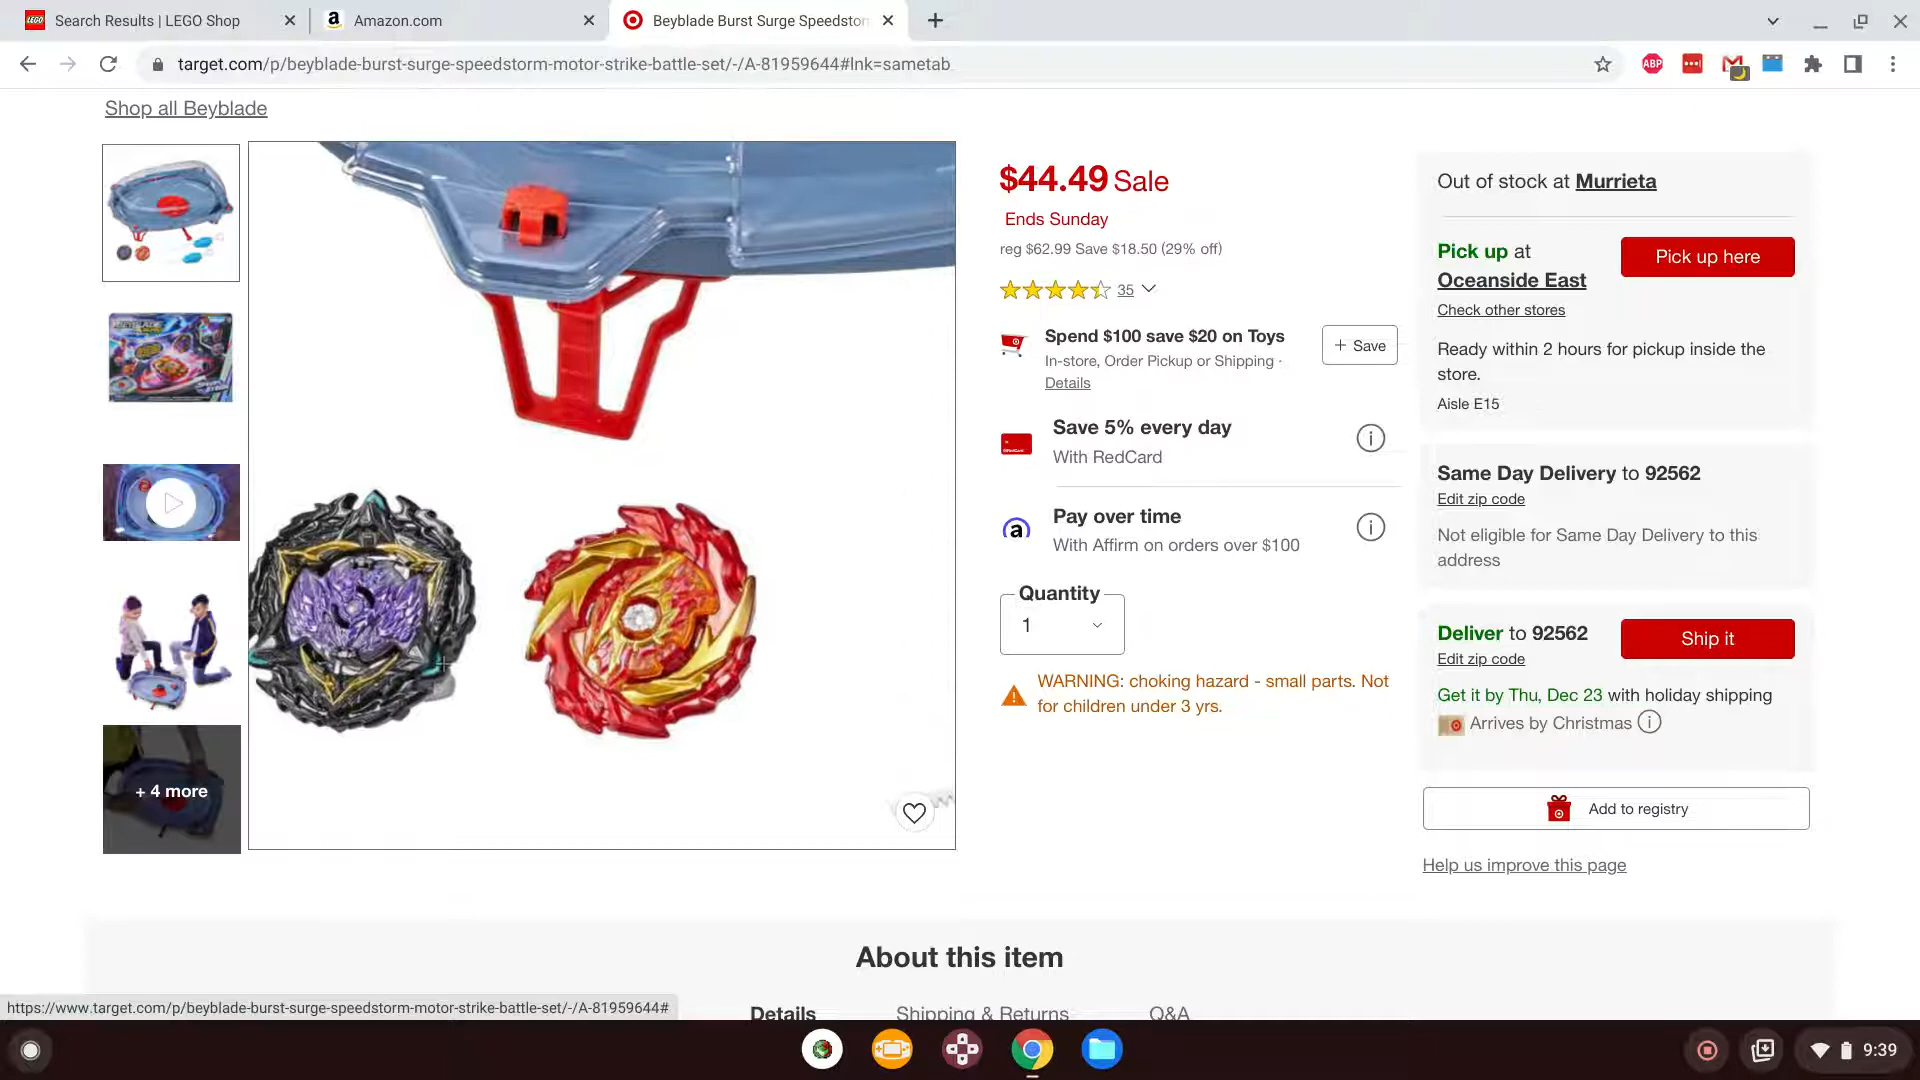 Search Results | LEGO Shop
Amazon.com
Beyblade Burst Surge Speedstor
target.com/p/beyblade-burst-surge-speedstorm-motor-strike-battle-set/-/A-81959644#lnk=sametab
Shop all Beyblade
+ 4 more
$44.49 Sale
Ends Sunday
reg $62.99 Save $18.50 (29% off)
35
Spend $100 save $20 on Toys
In-store, Order Pickup or Shipping ·
Details
+ Save
Save 5% every day
With RedCard
Pay over time
With Affirm on orders over $100
Quantity
1
WARNING: choking hazard - small parts. Not
for children under 3 yrs.
Out of stock at Murrieta
Pick up at
Oceanside East
Pick up here
Check other stores
Ready within 2 hours for pickup inside the
store.
Aisle E15
Same Day Delivery to 92562
Edit zip code
Not eligible for Same Day Delivery to this
address
Deliver to 92562
Ship it
Edit zip code
Get it by Thu, Dec 23 with holiday shipping
Arrives by Christmas
Add to registry
Help us improve this page
About this item
Details
Shipping & Returns
Q&A
https://www.target.com/p/beyblade-burst-surge-speedstorm-motor-strike-battle-set/-/A-81959644#
9:39